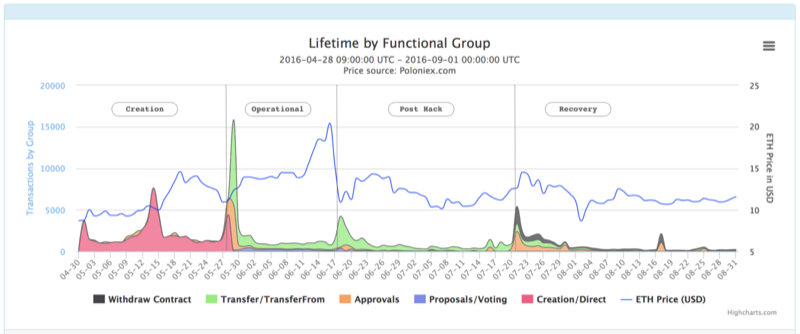 Lifetime by Functional Group
2016-04-28 09:00:00 UTC - 2016-09-01 00:00:00 UTC
Price source: Poloniex.com
20000
15000
10000
5000
0
Transactions by Group
Creation
Operational
Post Hack
Recovery
25
20
15
10
5
ETH Price in USD
04-30 05-03 05-06 05-09 05-12 05-15 05-18 05-21 05-24 05-27 05-30 06-02 06-05 06-08 06-11 06-14 06-17 06-20 06-23 06-26 06-29 07-02 07-05 07-08 07-11 07-14 07-17 07-20 07-23 07-26 07-29 08-01 08-04 08-07 08-10 08-13 08-16 08-19 08-22 08-25 08-28 08-31
Withdraw Contract Transfer/TransferFrom Approvals Proposals/Voting Creation/Direct ETH Price (USD)
Highcharts.com